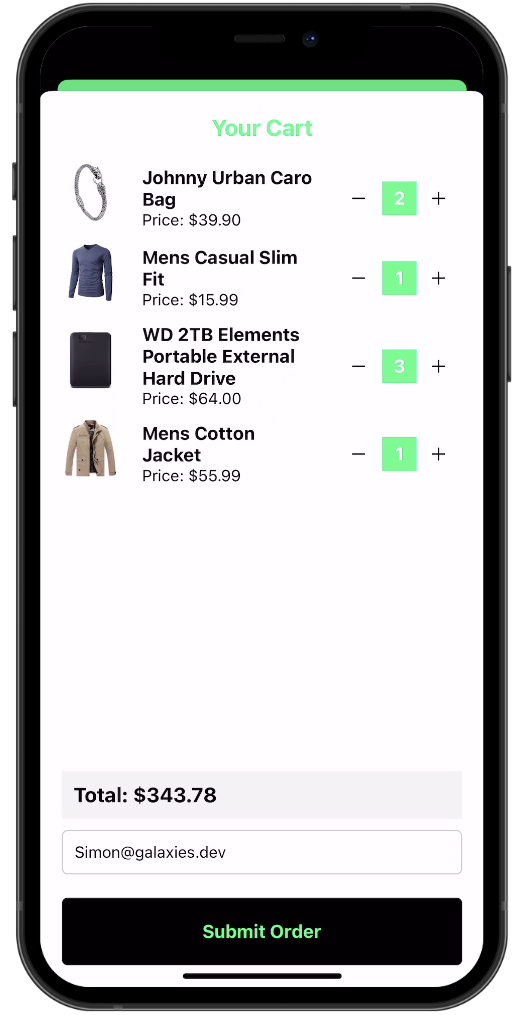 Your Cart
Johnny Urban Caro
Bag
Price: $39.90
− 2 +
Mens Casual Slim
Fit
Price: $15.99
− 1 +
WD 2TB Elements
Portable External
Hard Drive
Price: $64.00
− 3 +
Mens Cotton
Jacket
Price: $55.99
− 1 +
Total: $343.78
Simon@galaxies.dev
Submit Order